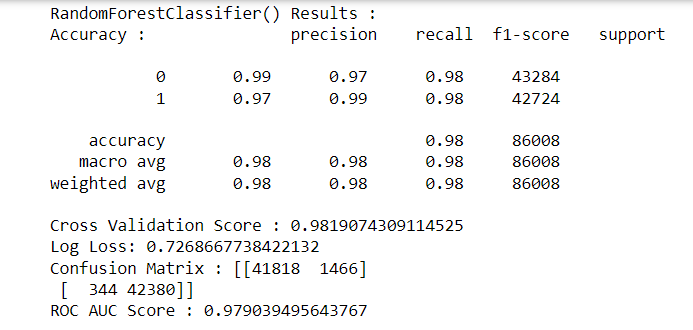 RandomForestClassifier() Results :
Accuracy : precision recall f1-score support
0 0.99 0.97 0.98 43284
1 0.97 0.99 0.98 42724
accuracy 0.98 86008
macro avg 0.98 0.98 0.98 86008
weighted avg 0.98 0.98 0.98 86008
Cross Validation Score : 0.9819074309114525
Log Loss: 0.7268667738422132
Confusion Matrix : [[41818 1466]
[ 344 42380]]
ROC AUC Score : 0.979039495643767